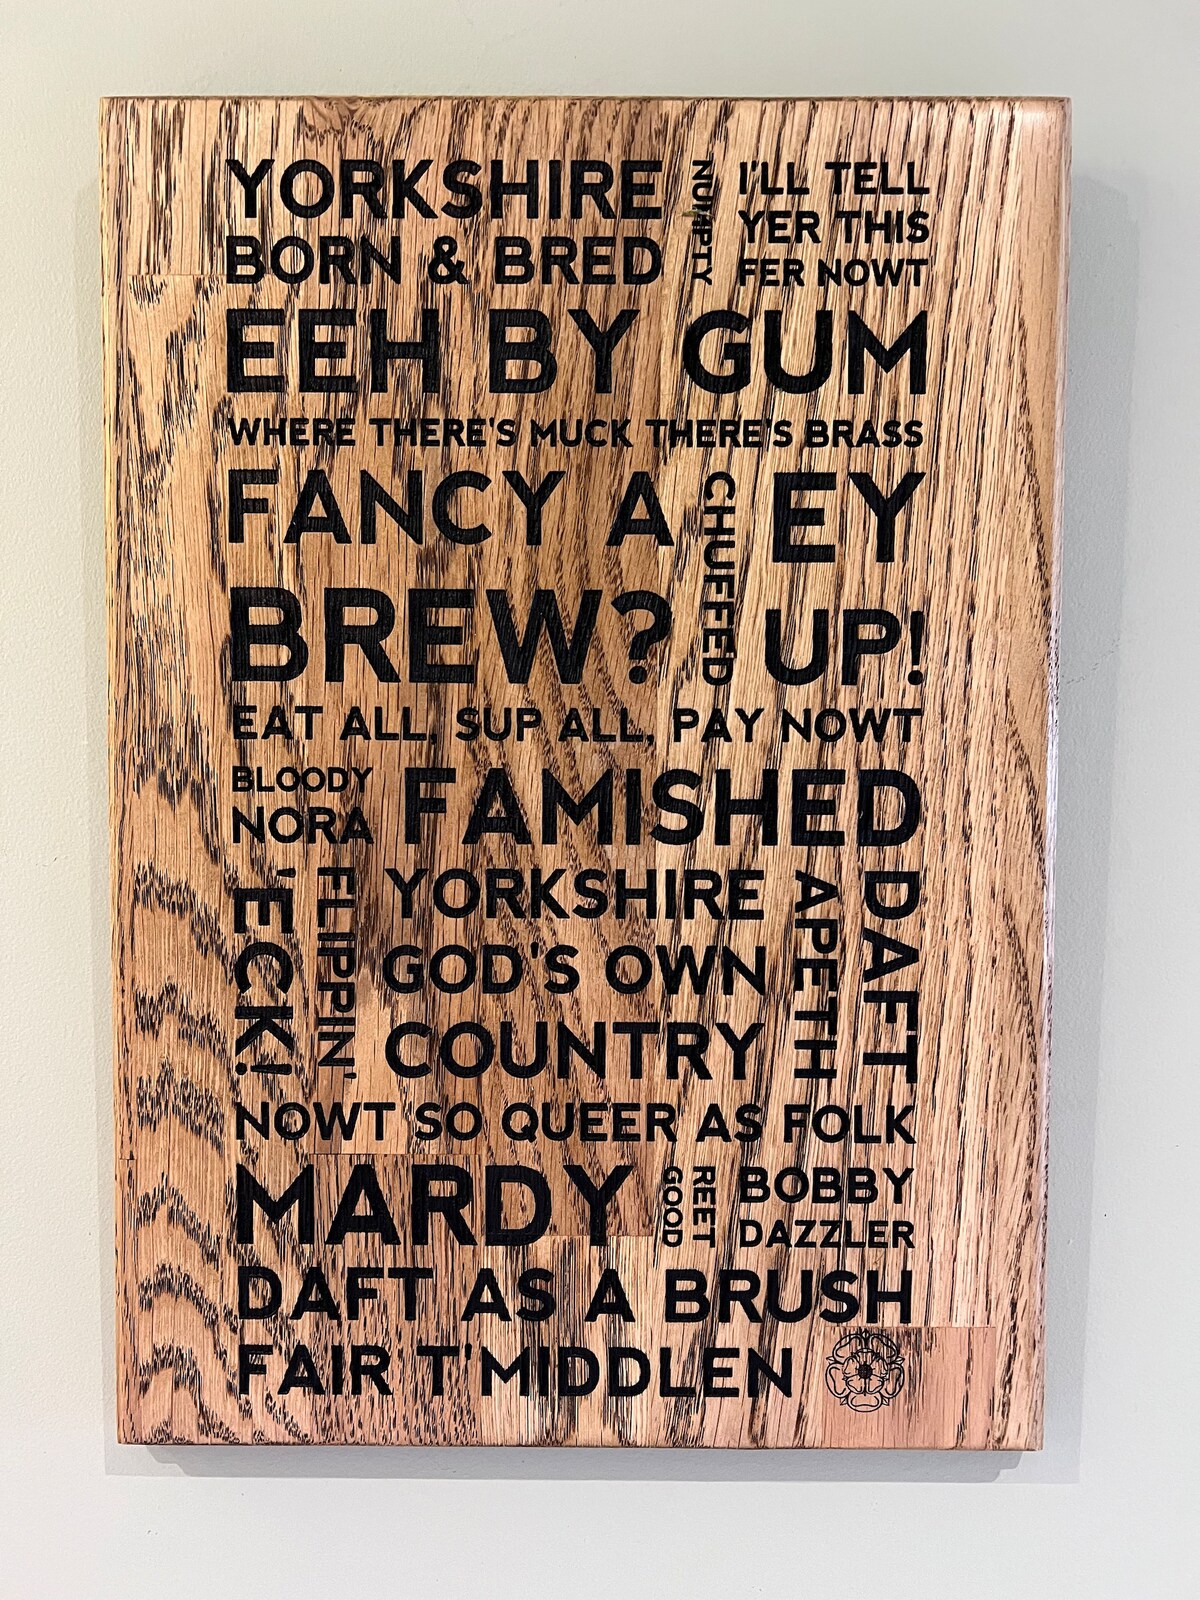 YORKSHIRE
BORN & BRED
NUMPTY
I'LL TELL
YER THIS
FER NOWT
EEH BY GUM
WHERE THERE'S MUCK THERE'S BRASS
FANCY A
BREW?
CHUFFED
EY
UP!
EAT ALL, SUP ALL, PAY NOWT
BLOODY
NORA
FAMISHED
FLIPPIN'
'ECK!
YORKSHIRE
GOD'S OWN
COUNTRY
DAFT
APETH
NOWT SO QUEER AS FOLK
MARDY
REET
GOOD
BOBBY
DAZZLER
DAFT AS A BRUSH
FAIR T'MIDDLEN